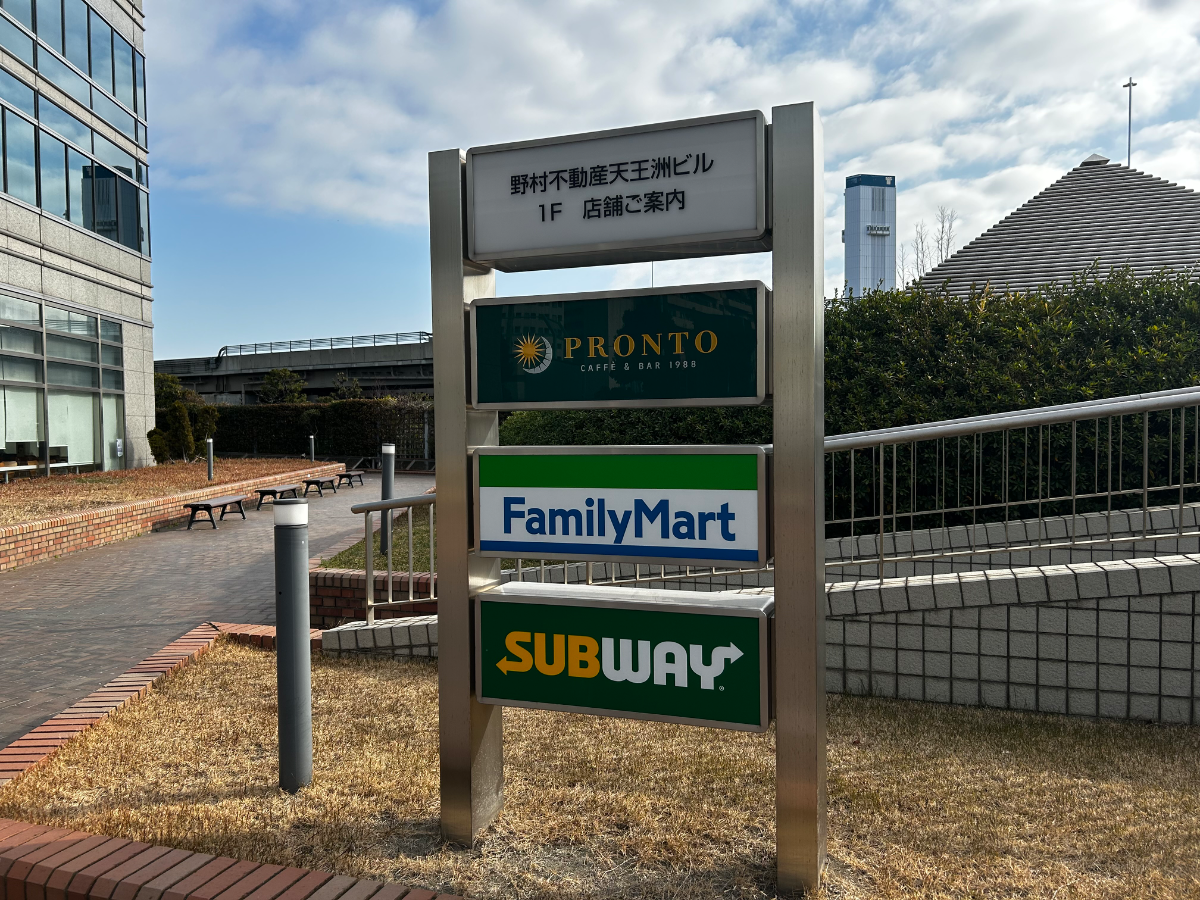 野村不動産天王洲ビル
1F 店舗ご案内
PRONTO
CAFFÈ & BAR 1988
FamilyMart
SUBWAY®